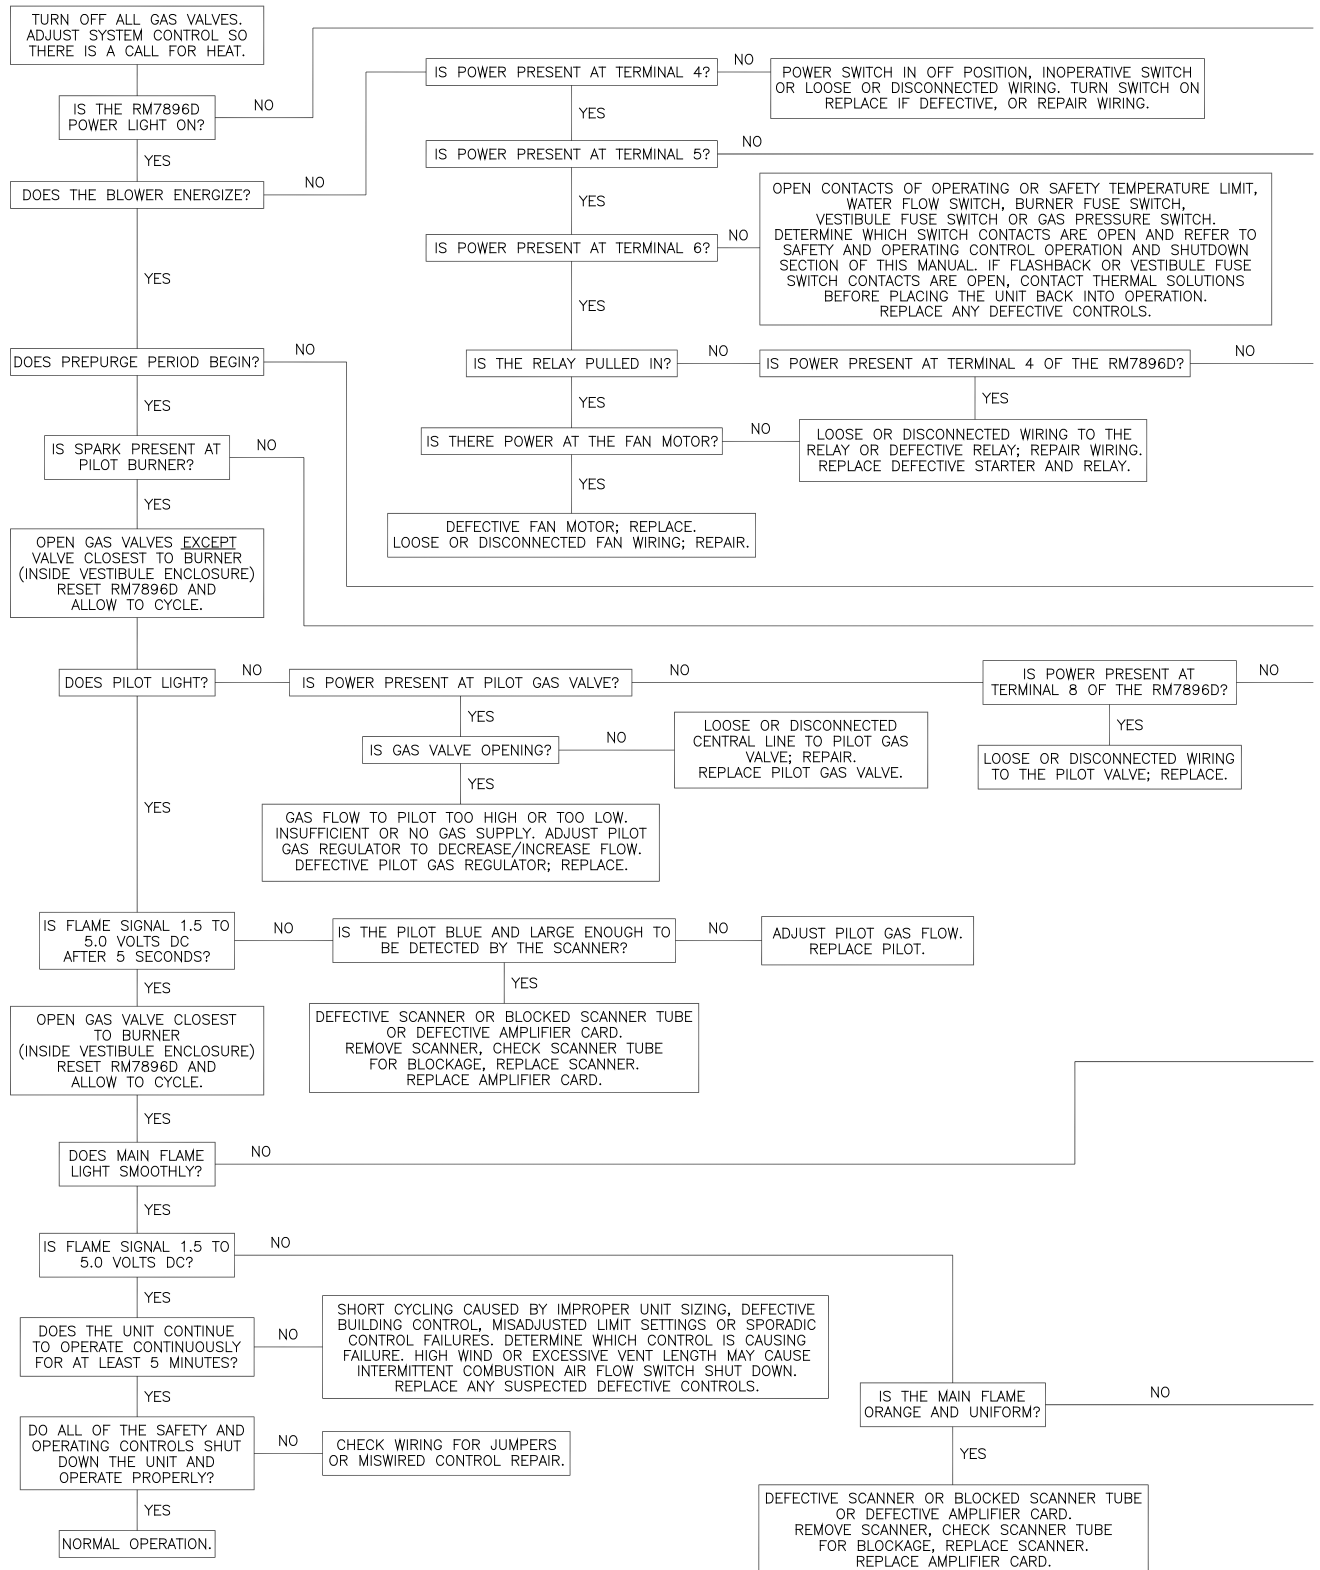 TURN OFF ALL GAS VALVES.
ADJUST SYSTEM CONTROL SO
THERE IS A CALL FOR HEAT.
IS THE RM7896D
POWER LIGHT ON?
NO
YES
DOES THE BLOWER ENERGIZE?
NO
YES
IS POWER PRESENT AT TERMINAL 4?
NO
POWER SWITCH IN OFF POSITION, INOPERATIVE SWITCH
OR LOOSE OR DISCONNECTED WIRING. TURN SWITCH ON
REPLACE IF DEFECTIVE, OR REPAIR WIRING.
YES
IS POWER PRESENT AT TERMINAL 5?
NO
YES
IS POWER PRESENT AT TERMINAL 6?
NO
OPEN CONTACTS OF OPERATING OR SAFETY TEMPERATURE LIMIT,
WATER FLOW SWITCH, BURNER FUSE SWITCH,
VESTIBULE FUSE SWITCH OR GAS PRESSURE SWITCH.
DETERMINE WHICH SWITCH CONTACTS ARE OPEN AND REFER TO
SAFETY AND OPERATING CONTROL OPERATION AND SHUTDOWN
SECTION OF THIS MANUAL. IF FLASHBACK OR VESTIBULE FUSE
SWITCH CONTACTS ARE OPEN, CONTACT THERMAL SOLUTIONS
BEFORE PLACING THE UNIT BACK INTO OPERATION.
REPLACE ANY DEFECTIVE CONTROLS.
YES
IS THE RELAY PULLED IN?
NO
IS POWER PRESENT AT TERMINAL 4 OF THE RM7896D?
NO
YES
YES
IS THERE POWER AT THE FAN MOTOR?
NO
LOOSE OR DISCONNECTED WIRING TO THE
RELAY OR DEFECTIVE RELAY; REPAIR WIRING.
REPLACE DEFECTIVE STARTER AND RELAY.
YES
DEFECTIVE FAN MOTOR; REPLACE.
LOOSE OR DISCONNECTED FAN WIRING; REPAIR.
DOES PREPURGE PERIOD BEGIN?
NO
YES
IS SPARK PRESENT AT
PILOT BURNER?
NO
YES
OPEN GAS VALVES EXCEPT
VALVE CLOSEST TO BURNER
(INSIDE VESTIBULE ENCLOSURE)
RESET RM7896D AND
ALLOW TO CYCLE.
DOES PILOT LIGHT?
NO
IS POWER PRESENT AT PILOT GAS VALVE?
NO
IS POWER PRESENT AT
TERMINAL 8 OF THE RM7896D?
NO
YES
LOOSE OR DISCONNECTED WIRING
TO THE PILOT VALVE; REPLACE.
YES
IS GAS VALVE OPENING?
NO
LOOSE OR DISCONNECTED
CENTRAL LINE TO PILOT GAS
VALVE; REPAIR.
REPLACE PILOT GAS VALVE.
YES
GAS FLOW TO PILOT TOO HIGH OR TOO LOW.
INSUFFICIENT OR NO GAS SUPPLY. ADJUST PILOT
GAS REGULATOR TO DECREASE/INCREASE FLOW.
DEFECTIVE PILOT GAS REGULATOR; REPLACE.
YES
IS FLAME SIGNAL 1.5 TO
5.0 VOLTS DC
AFTER 5 SECONDS?
NO
IS THE PILOT BLUE AND LARGE ENOUGH TO
BE DETECTED BY THE SCANNER?
NO
ADJUST PILOT GAS FLOW.
REPLACE PILOT.
YES
DEFECTIVE SCANNER OR BLOCKED SCANNER TUBE
OR DEFECTIVE AMPLIFIER CARD.
REMOVE SCANNER, CHECK SCANNER TUBE
FOR BLOCKAGE, REPLACE SCANNER.
REPLACE AMPLIFIER CARD.
YES
OPEN GAS VALVE CLOSEST
TO BURNER
(INSIDE VESTIBULE ENCLOSURE)
RESET RM7896D AND
ALLOW TO CYCLE.
YES
DOES MAIN FLAME
LIGHT SMOOTHLY?
NO
YES
IS FLAME SIGNAL 1.5 TO
5.0 VOLTS DC?
NO
YES
DOES THE UNIT CONTINUE
TO OPERATE CONTINUOUSLY
FOR AT LEAST 5 MINUTES?
NO
SHORT CYCLING CAUSED BY IMPROPER UNIT SIZING, DEFECTIVE
BUILDING CONTROL, MISADJUSTED LIMIT SETTINGS OR SPORADIC
CONTROL FAILURES. DETERMINE WHICH CONTROL IS CAUSING
FAILURE. HIGH WIND OR EXCESSIVE VENT LENGTH MAY CAUSE
INTERMITTENT COMBUSTION AIR FLOW SWITCH SHUT DOWN.
REPLACE ANY SUSPECTED DEFECTIVE CONTROLS.
YES
DO ALL OF THE SAFETY AND
OPERATING CONTROLS SHUT
DOWN THE UNIT AND
OPERATE PROPERLY?
NO
CHECK WIRING FOR JUMPERS
OR MISWIRED CONTROL REPAIR.
YES
NORMAL OPERATION.
IS THE MAIN FLAME
ORANGE AND UNIFORM?
NO
YES
DEFECTIVE SCANNER OR BLOCKED SCANNER TUBE
OR DEFECTIVE AMPLIFIER CARD.
REMOVE SCANNER, CHECK SCANNER TUBE
FOR BLOCKAGE, REPLACE SCANNER.
REPLACE AMPLIFIER CARD.